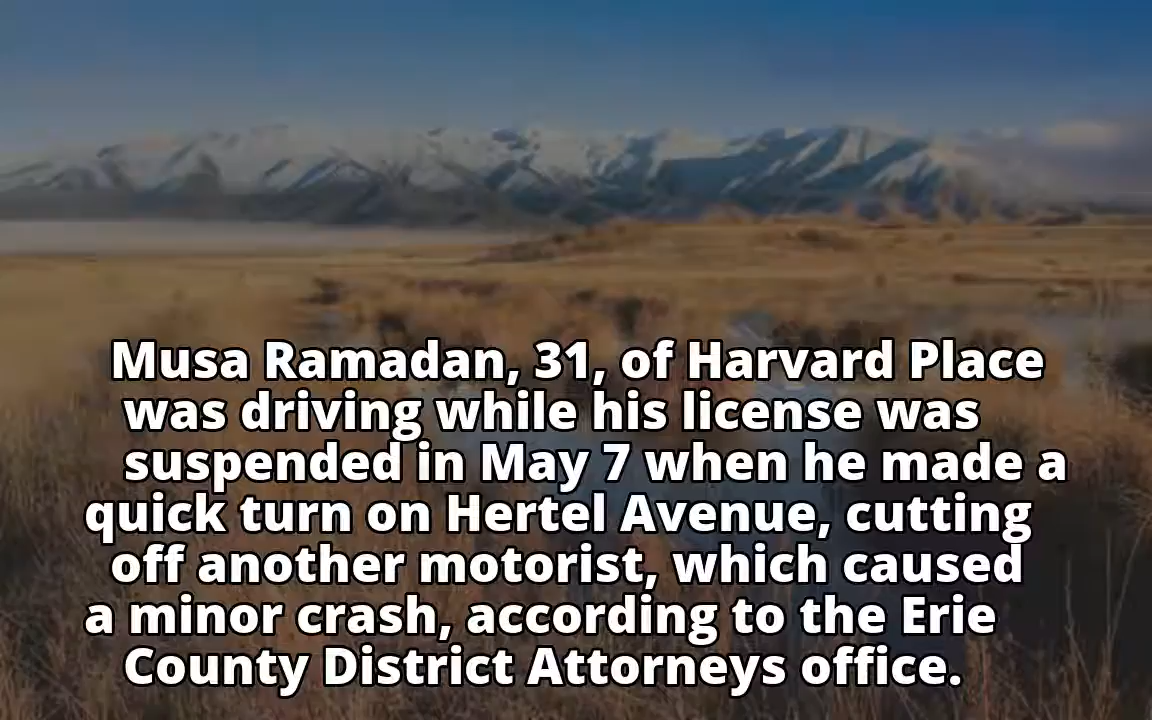 Musa Ramadan, 31, of Harvard Place
was driving while his license was
suspended in May 7 when he made a
quick turn on Hertel Avenue, cutting
off another motorist, which caused
a minor crash, according to the Erie
County District Attorneys office.